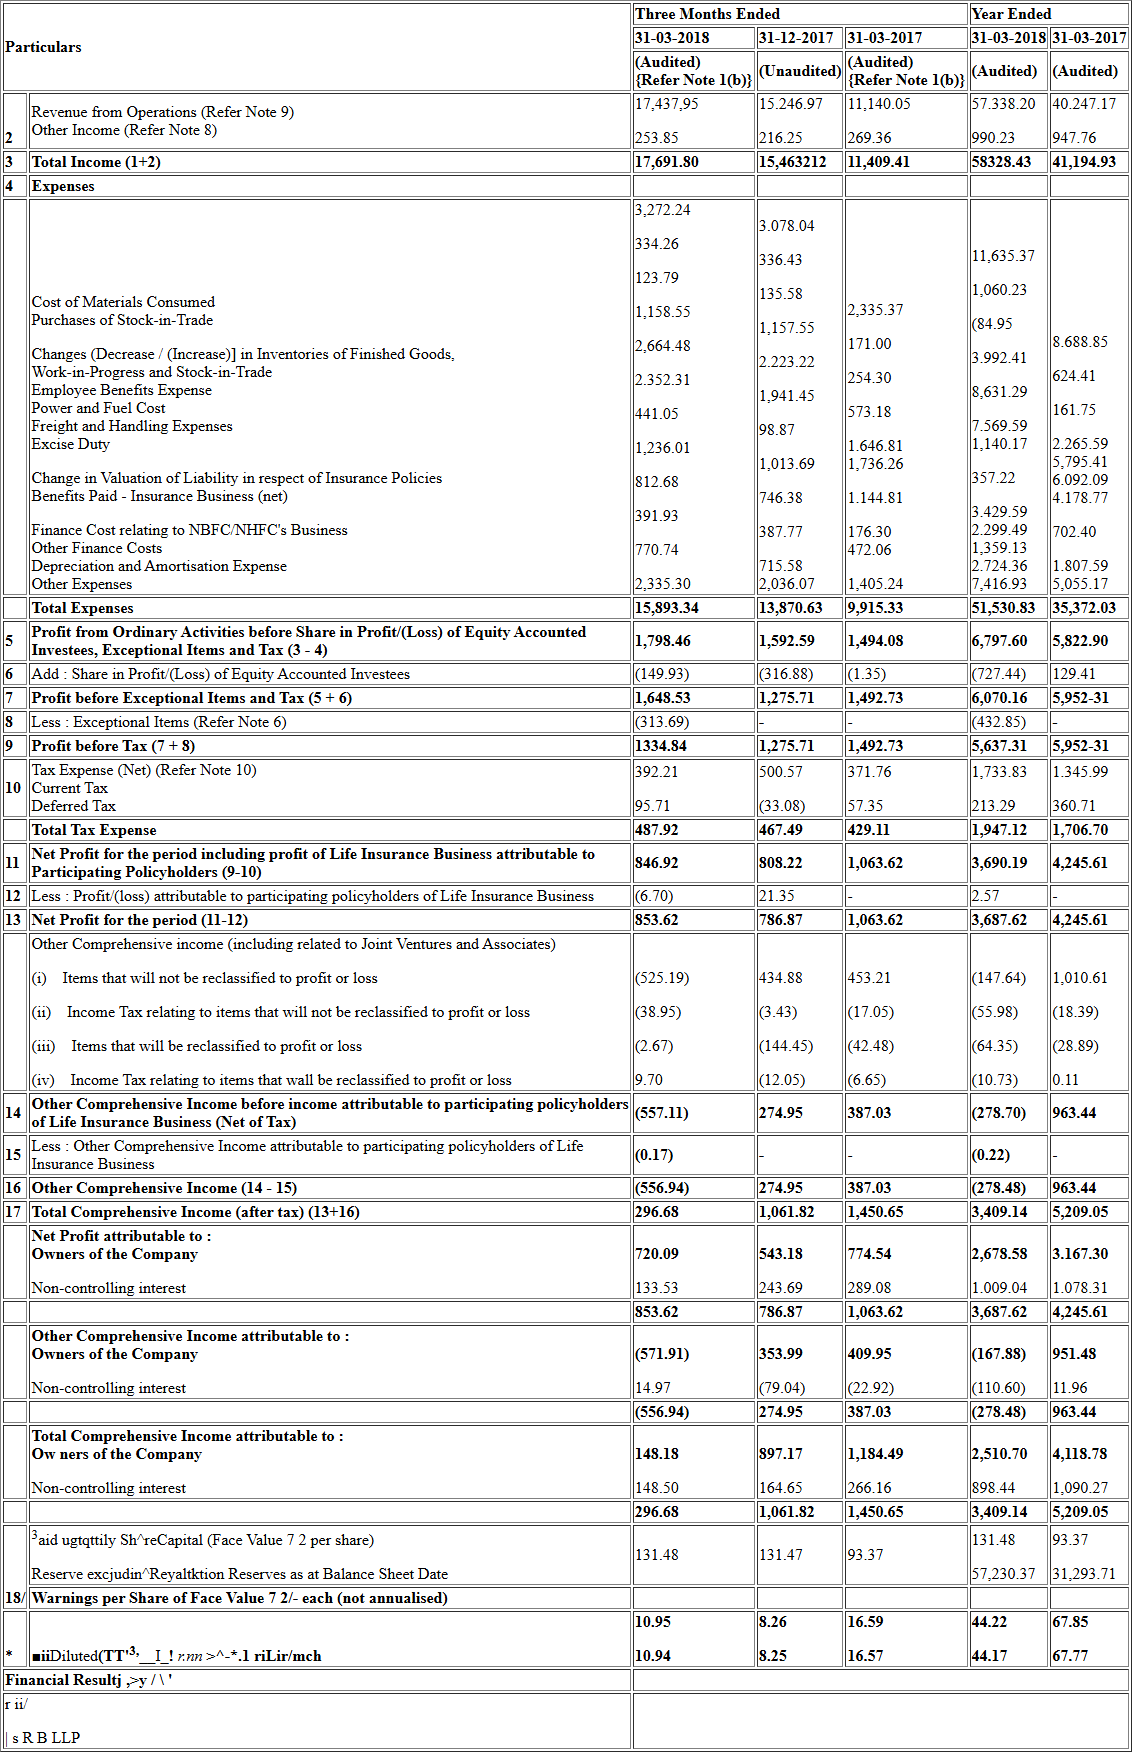 Particulars Three Months Ended Year Ended
31-03-2018 31-12-2017 31-03-2017 31-03-2018 31-03-2017
(Audited) {Refer Note 1(b)} (Unaudited) (Audited) {Refer Note 1(b)} (Audited) (Audited)
Revenue from Operations (Refer Note 9) 17,437,95 15.246.97 11,140.05 57.338.20 40.247.17
2 Other Income (Refer Note 8) 253.85 216.25 269.36 990.23 947.76
3 Total Income (1+2) 17,691.80 15,463212 11,409.41 58328.43 41,194.93
4 Expenses
Cost of Materials Consumed
Purchases of Stock-in-Trade
Changes (Decrease / (Increase)] in Inventories of Finished Goods,
Work-in-Progress and Stock-in-Trade
Employee Benefits Expense
Power and Fuel Cost
Freight and Handling Expenses
Excise Duty
Change in Valuation of Liability in respect of Insurance Policies
Benefits Paid - Insurance Business (net)
Finance Cost relating to NBFC/NHFC's Business
Other Finance Costs
Depreciation and Amortisation Expense
Other Expenses
3,272.24
334.26
123.79
1,158.55
2,664.48
2.352.31
441.05
1,236.01
812.68
391.93
770.74
2,335.30
3.078.04
336.43
135.58
1,157.55
2.223.22
1,941.45
98.87
1,013.69
746.38
387.77
715.58
2,036.07
2,335.37
171.00
254.30
573.18
1.646.81
1,736.26
1.144.81
176.30
472.06
1,405.24
11,635.37
1,060.23
(84.95
3.992.41
8,631.29
7.569.59
1,140.17
357.22
3.429.59
2.299.49
1,359.13
2.724.36
7,416.93
8.688.85
624.41
161.75
2.265.59
5,795.41
6.092.09
4.178.77
702.40
1.807.59
5,055.17
Total Expenses 15,893.34 13,870.63 9,915.33 51,530.83 35,372.03
5 Profit from Ordinary Activities before Share in Profit/(Loss) of Equity Accounted
Investees, Exceptional Items and Tax (3 - 4) 1,798.46 1,592.59 1,494.08 6,797.60 5,822.90
6 Add : Share in Profit/(Loss) of Equity Accounted Investees (149.93) (316.88) (1.35) (727.44) 129.41
7 Profit before Exceptional Items and Tax (5 + 6) 1,648.53 1,275.71 1,492.73 6,070.16 5,952-31
8 Less : Exceptional Items (Refer Note 6) (313.69) - - (432.85) -
9 Profit before Tax (7 + 8) 1334.84 1,275.71 1,492.73 5,637.31 5,952-31
10 Tax Expense (Net) (Refer Note 10)
Current Tax 392.21 500.57 371.76 1,733.83 1.345.99
Deferred Tax 95.71 (33.08) 57.35 213.29 360.71
Total Tax Expense 487.92 467.49 429.11 1,947.12 1,706.70
11 Net Profit for the period including profit of Life Insurance Business attributable to
Participating Policyholders (9-10) 846.92 808.22 1,063.62 3,690.19 4,245.61
12 Less : Profit/(loss) attributable to participating policyholders of Life Insurance Business (6.70) 21.35 - 2.57 -
13 Net Profit for the period (11-12) 853.62 786.87 1,063.62 3,687.62 4,245.61
Other Comprehensive income (including related to Joint Ventures and Associates)
(i) Items that will not be reclassified to profit or loss (525.19) 434.88 453.21 (147.64) 1,010.61
(ii) Income Tax relating to items that will not be reclassified to profit or loss (38.95) (3.43) (17.05) (55.98) (18.39)
(iii) Items that will be reclassified to profit or loss (2.67) (144.45) (42.48) (64.35) (28.89)
(iv) Income Tax relating to items that wall be reclassified to profit or loss 9.70 (12.05) (6.65) (10.73) 0.11
14 Other Comprehensive Income before income attributable to participating policyholders
of Life Insurance Business (Net of Tax) (557.11) 274.95 387.03 (278.70) 963.44
15 Less : Other Comprehensive Income attributable to participating policyholders of Life
Insurance Business (0.17) - - (0.22) -
16 Other Comprehensive Income (14 - 15) (556.94) 274.95 387.03 (278.48) 963.44
17 Total Comprehensive Income (after tax) (13+16) 296.68 1,061.82 1,450.65 3,409.14 5,209.05
Net Profit attributable to :
Owners of the Company 720.09 543.18 774.54 2,678.58 3.167.30
Non-controlling interest 133.53 243.69 289.08 1.009.04 1.078.31
853.62 786.87 1,063.62 3,687.62 4,245.61
Other Comprehensive Income attributable to :
Owners of the Company (571.91) 353.99 409.95 (167.88) 951.48
Non-controlling interest 14.97 (79.04) (22.92) (110.60) 11.96
(556.94) 274.95 387.03 (278.48) 963.44
Total Comprehensive Income attributable to :
Ow ners of the Company 148.18 897.17 1,184.49 2,510.70 4,118.78
Non-controlling interest 148.50 164.65 266.16 898.44 1,090.27
296.68 1,061.82 1,450.65 3,409.14 5,209.05
3aid ugtqttily Sh^reCapital (Face Value 7 2 per share) 131.48 131.47 93.37 131.48 93.37
Reserve excjudin^Reyaltktion Reserves as at Balance Sheet Date 57,230.37 31,293.71
18/ Warnings per Share of Face Value 7 2/- each (not annualised)
10.95 8.26 16.59 44.22 67.85
* ■iiDiluted(TT'3,__I_! r.nn >^-*.1 riLir/mch 10.94 8.25 16.57 44.17 67.77
Financial Resultj ,>y / \ '
r ii/
| s R B LLP